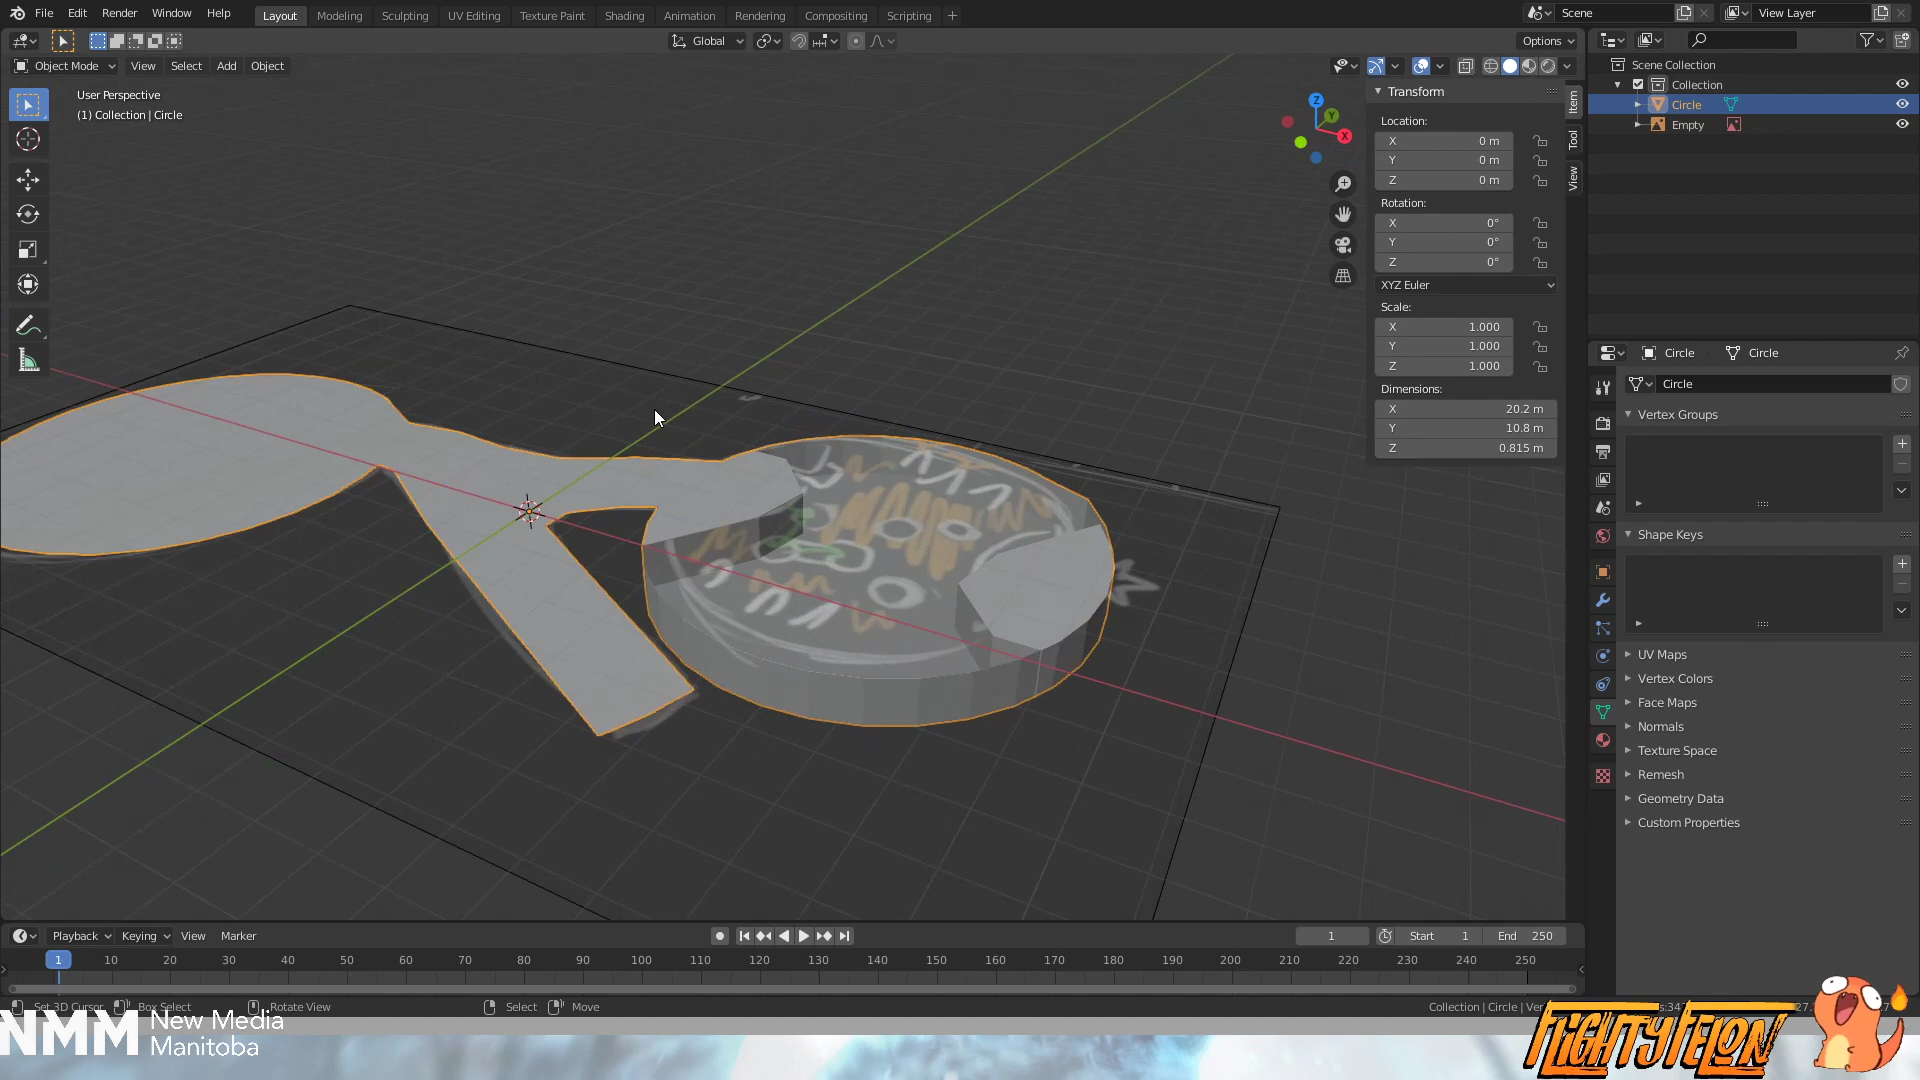 File Edit Render Window Help Layout Modeling Sculpting UV Editing Texture Paint Shading Animation Rendering Compositing Scripting + Scene View Layer
Global Options
Object Mode View Select Add Object
User Perspective
(1) Collection | Circle
Z
Y
X
Transform
Location:
X 0 m
Y 0 m
Z 0 m
Rotation:
X 0°
Y 0°
Z 0°
XYZ Euler
Scale:
X 1.000
Y 1.000
Z 1.000
Dimensions:
X 20.2 m
Y 10.8 m
Z 0.815 m
Item
Tool
View
Scene Collection
Collection
Circle
Empty
Circle Circle
Circle
Vertex Groups
Shape Keys
UV Maps
Vertex Colors
Face Maps
Normals
Texture Space
Remesh
Geometry Data
Custom Properties
Playback Keying View Marker 1 Start 1 End 250
1 10 20 30 40 50 60 70 80 90 100 110 120 130 140 150 160 170 180 190 200 210 220 230 240 250
Set 3D Cursor Box Select Rotate View Select Move Collection | Circle
NMM New Media
Manitoba
FLIGHTYFELON